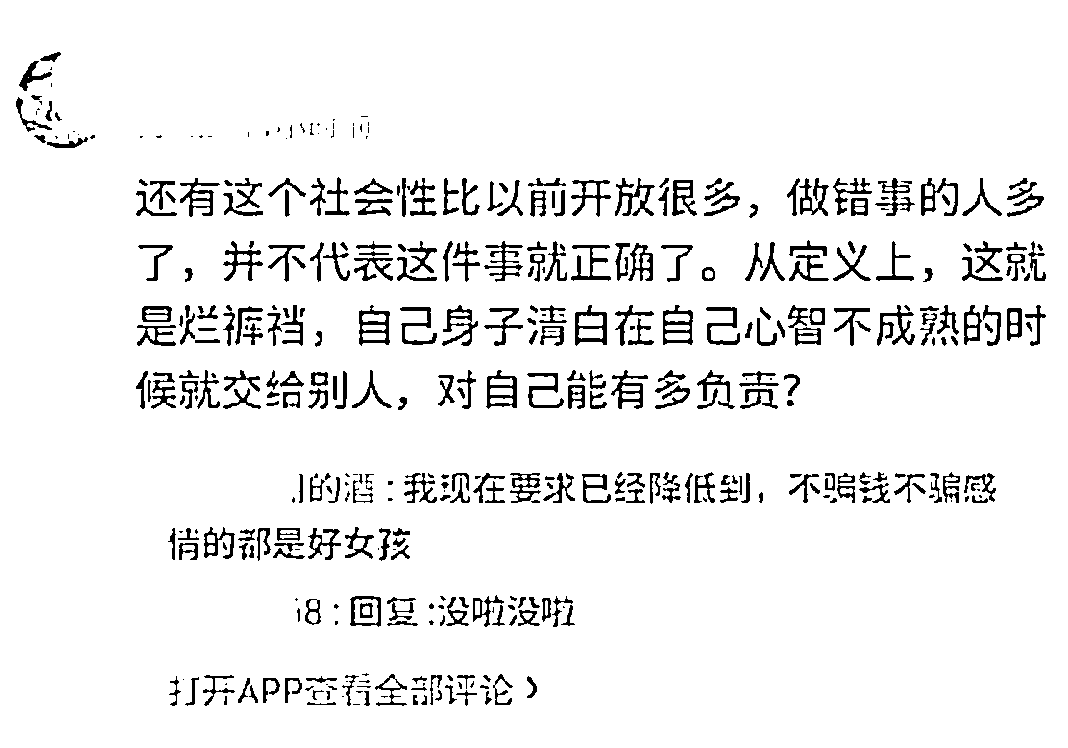 还有这个社会性比以前开放很多，做错事的人多
了，并不代表这件事就正确了。从定义上，这就
是烂裤裆，自己身子清白在自己心智不成熟的时
候就交给别人，对自己能有多负责？
的酒：我现在要求已经降低到，不骗钱不骗感
情的都是好女孩
8：回复：没啦没啦
打开APP查看全部评论